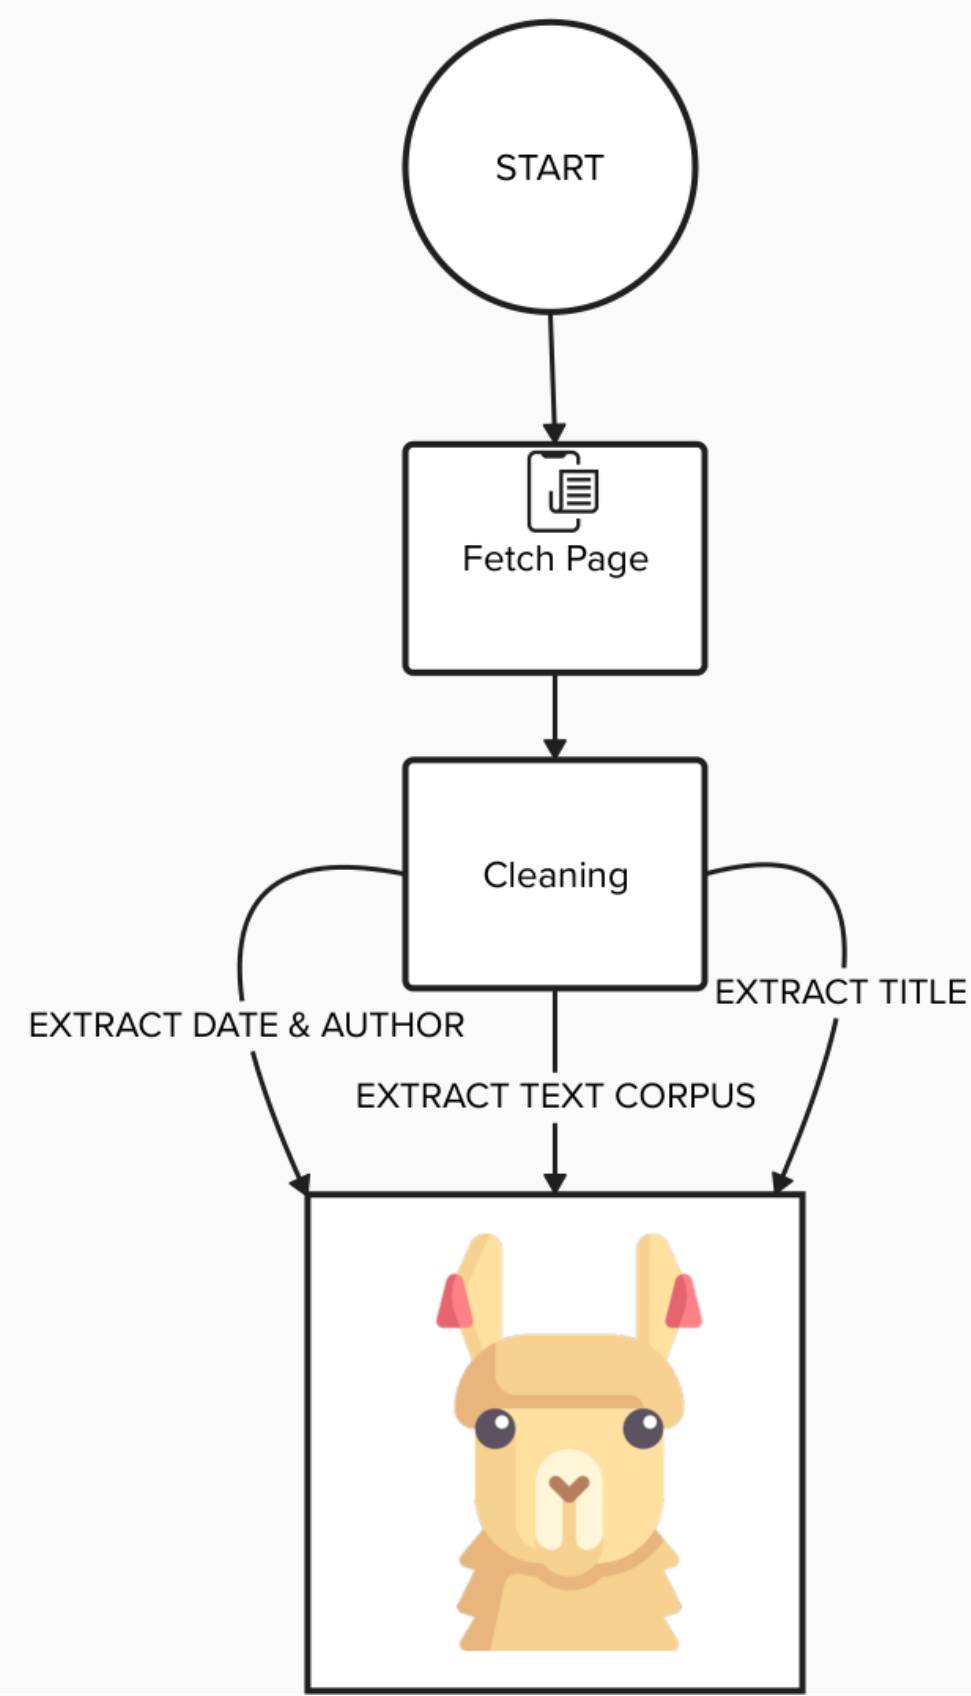 START
Fetch Page
Cleaning
EXTRACT TITLE
EXTRACT DATE & AUTHOR
EXTRACT TEXT CORPUS